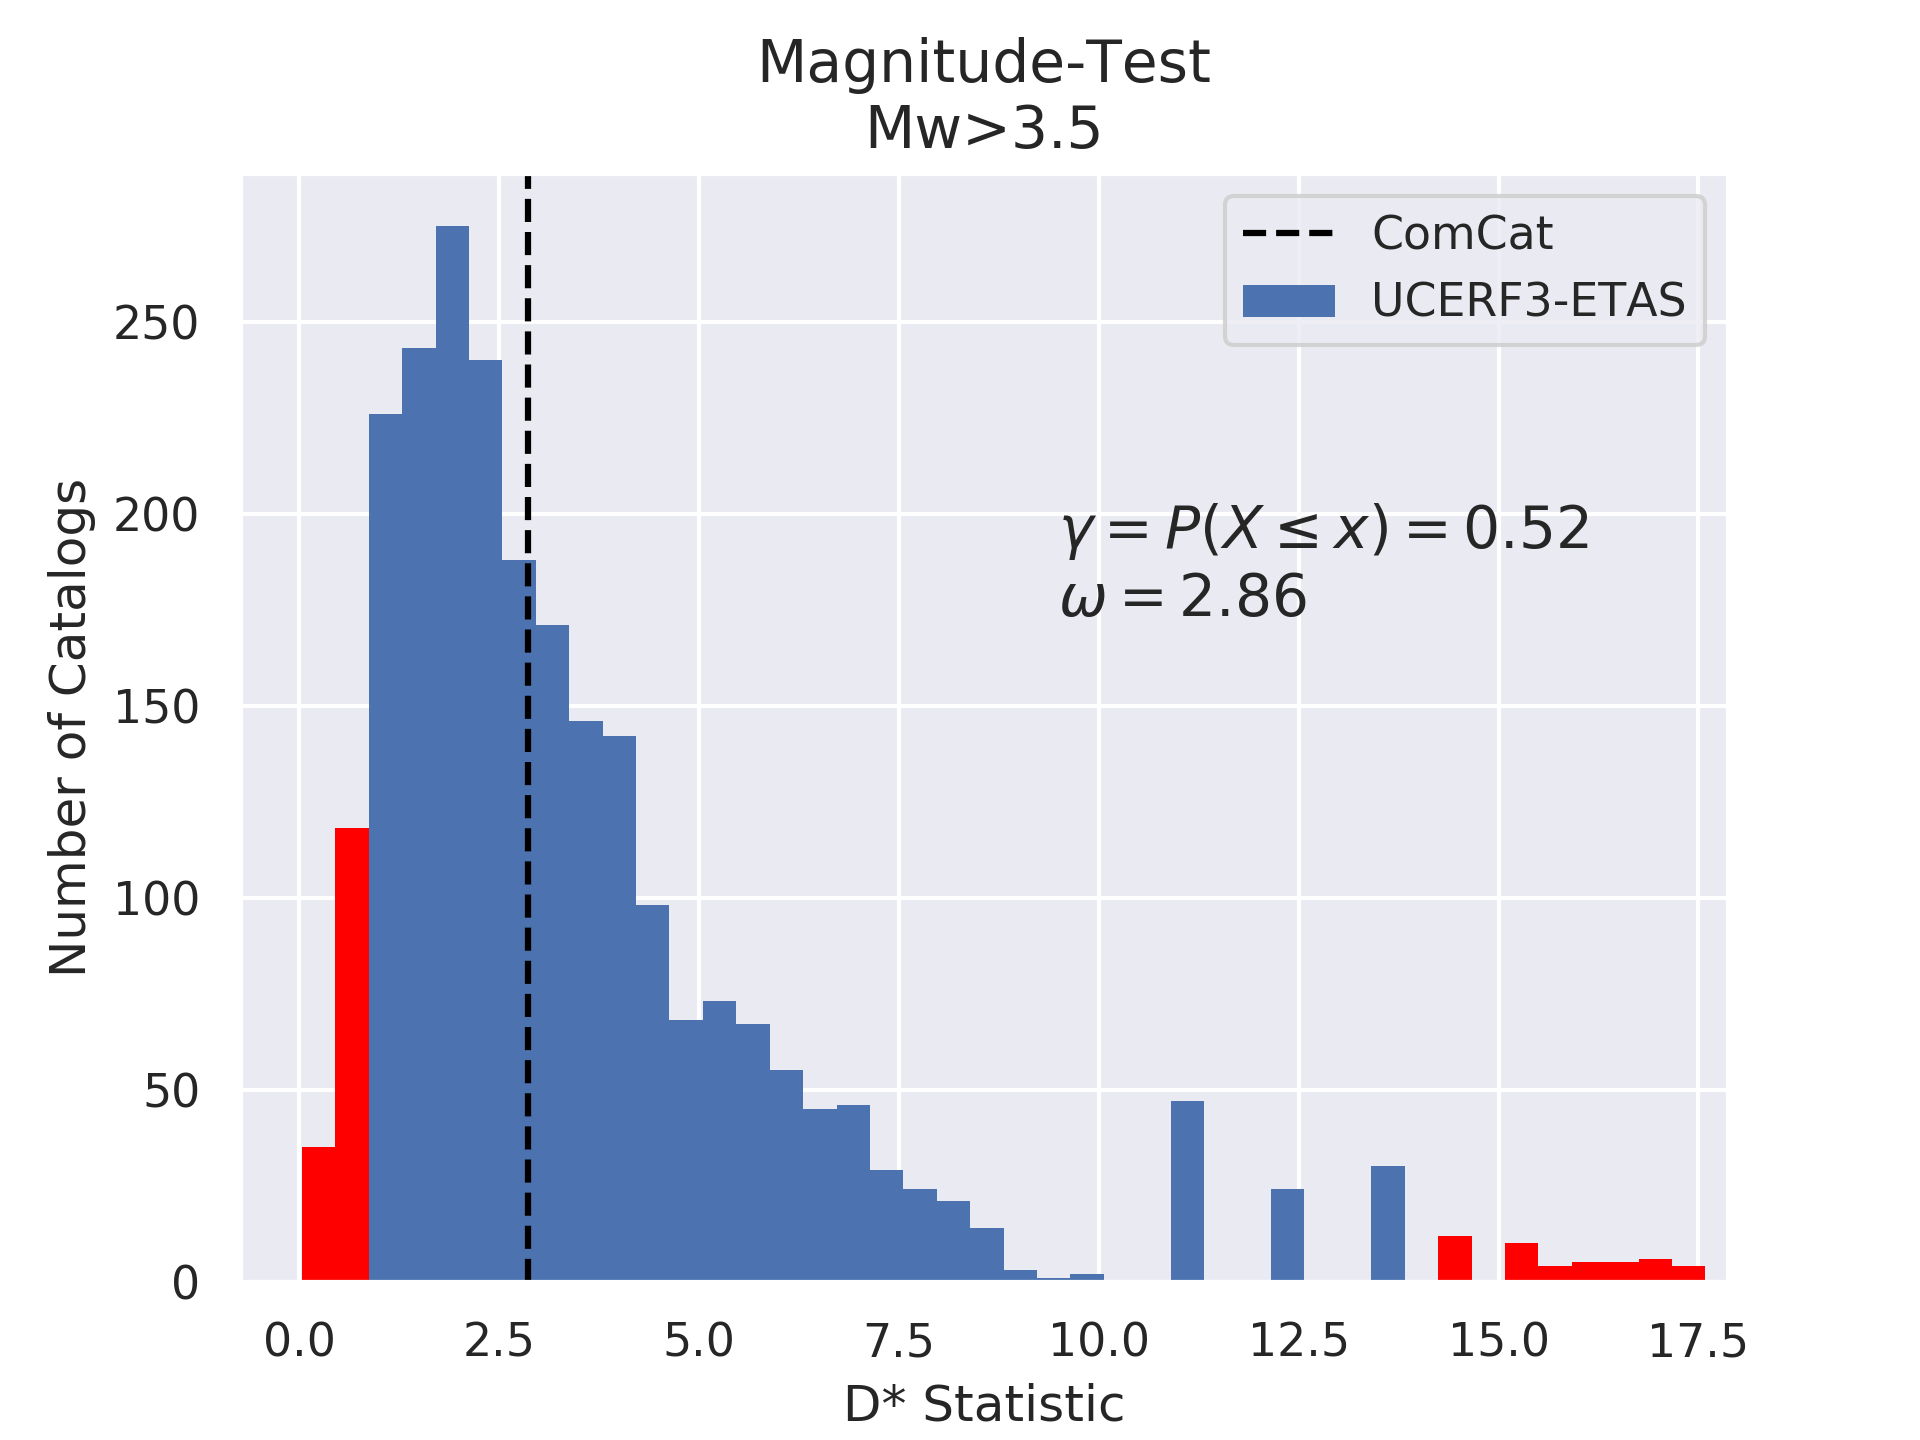 Magnitude-Test
Mw>3.5
ComCat
UCERF3-ETAS
γ = P(X ≤ x) = 0.52
ω = 2.86
Number of Catalogs
250
200
150
100
50
0
0.0 2.5 5.0 7.5 10.0 12.5 15.0 17.5
D* Statistic